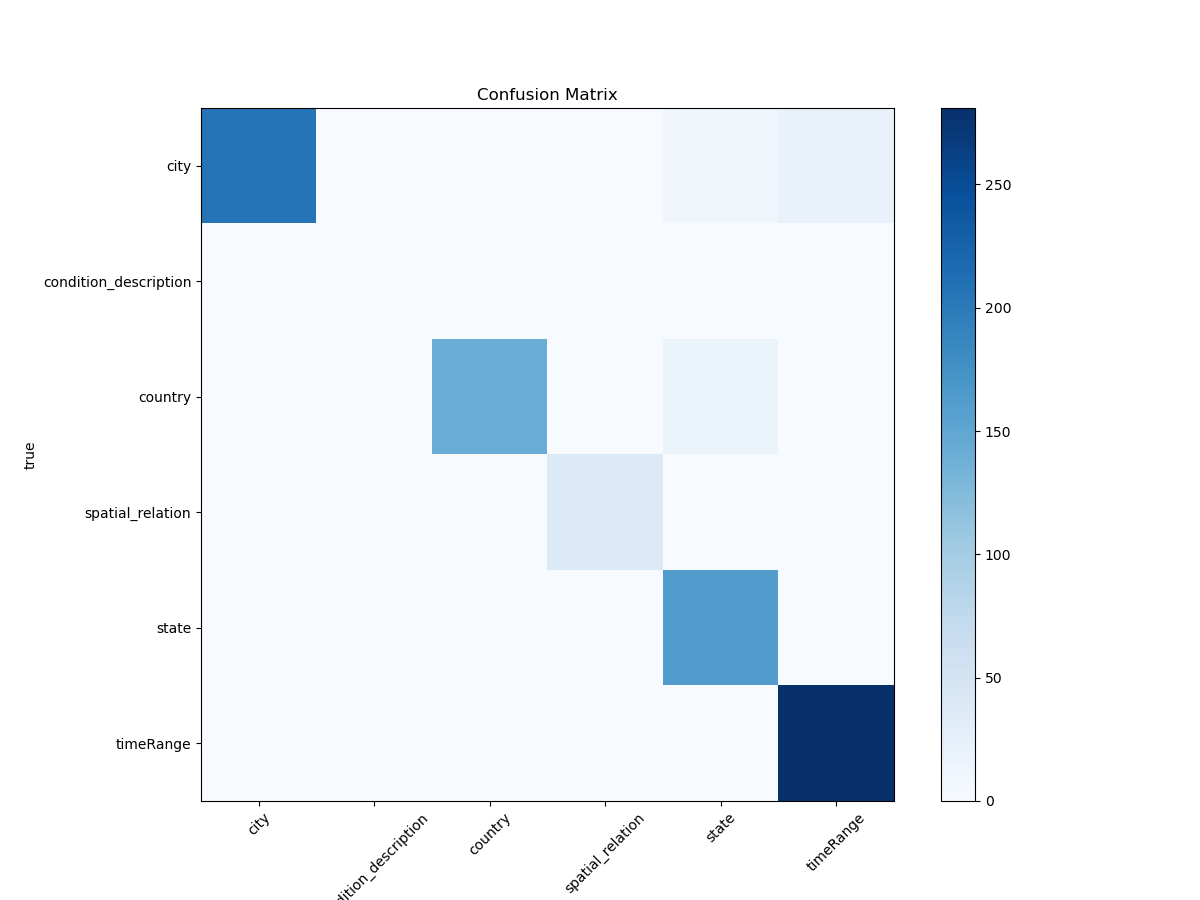 Confusion Matrix
true
city
condition_description
country
spatial_relation
state
timeRange
city
dition_description
country
spatial_relation
state
timeRange
250
200
150
100
50
0